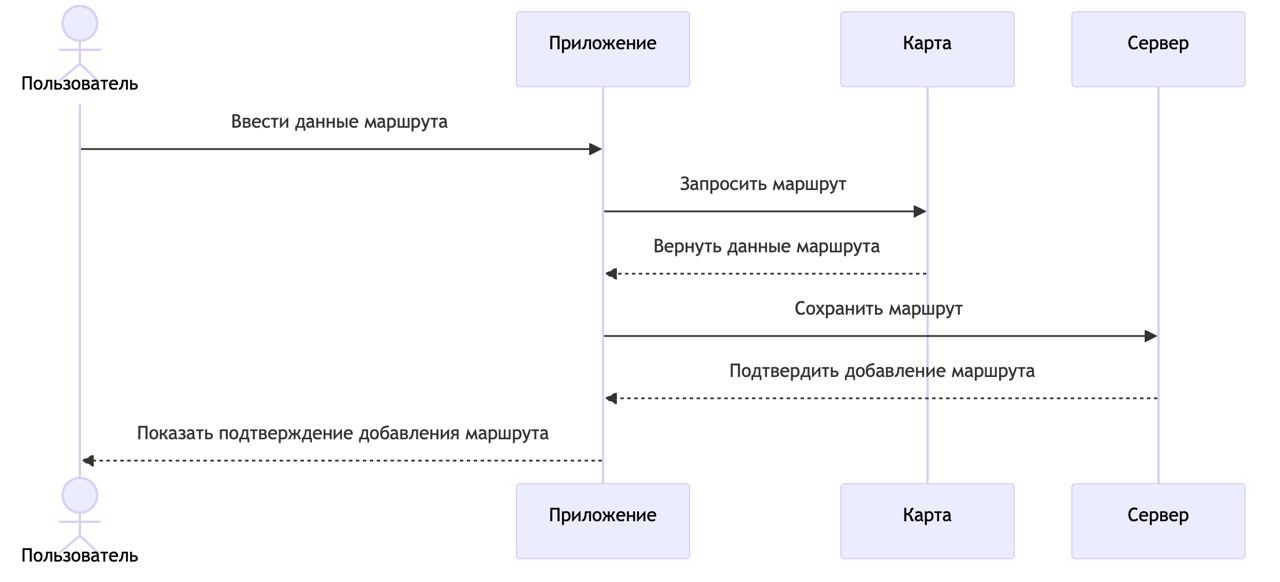 Приложение
Карта
Сервер
Пользователь
Ввести данные маршрута
Запросить маршрут
Вернуть данные маршрута
Сохранить маршрут
Подтвердить добавление маршрута
Показать подтверждение добавления маршрута
Приложение
Карта
Сервер
Пользователь